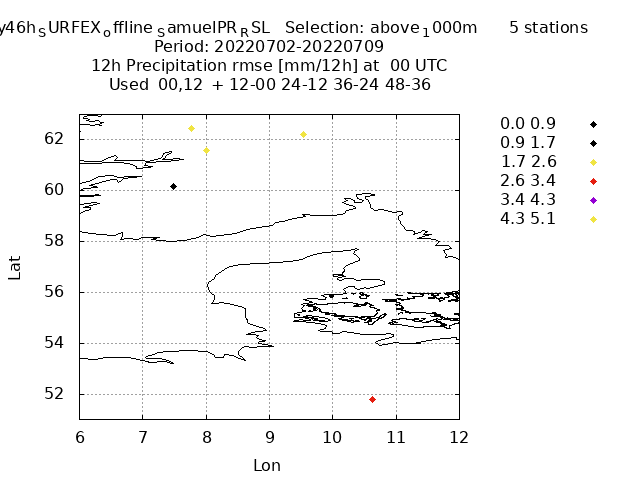 y46hSURFEXoffline SamuelPRRSL Selection: above1000m 5 stations
Period: 20220702-20220709
12h Precipitation rmse [mm/12h] at 00 UTC
Used 00,12 + 12-00 24-12 36-24 48-36
0.0 0.9
0.9 1.7
1.7 2.6
2.6 3.4
3.4 4.3
4.3 5.1
62
60
58
56
54
52
Lat
6 7 8 9 10 11 12
Lon